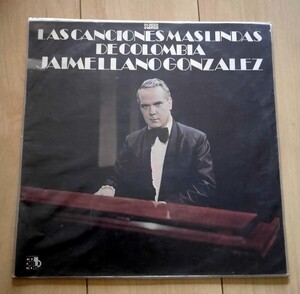 LAS CANCIONES MAS LINDAS
DE COLOMBIA
JAIME LLANO GONZALEZ